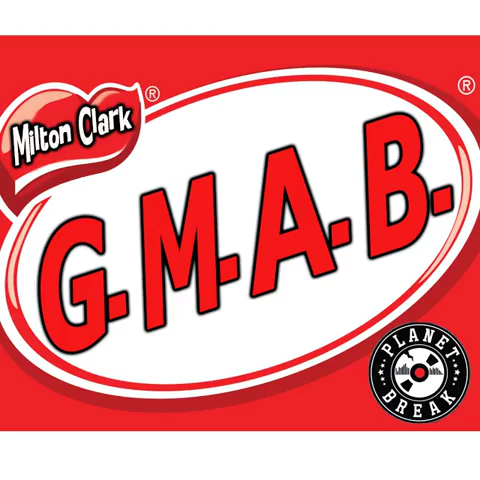 Milton Clark ®
®
G.M.A.B.
PLANET
BREAK